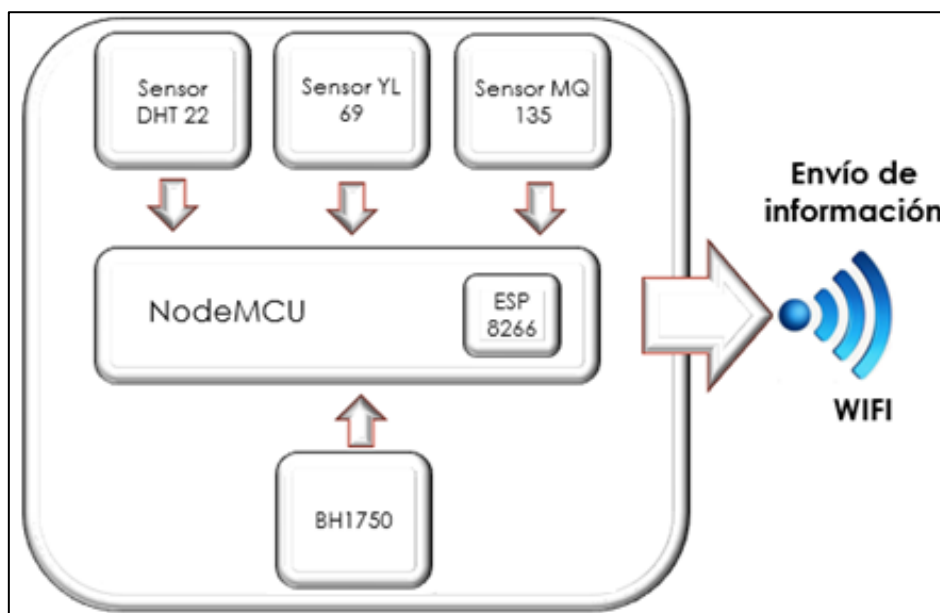 Sensor
DHT 22
Sensor YL
69
Sensor MQ
135
Envío de
información
NodeMCU
ESP
8266
WIFI
BH1750